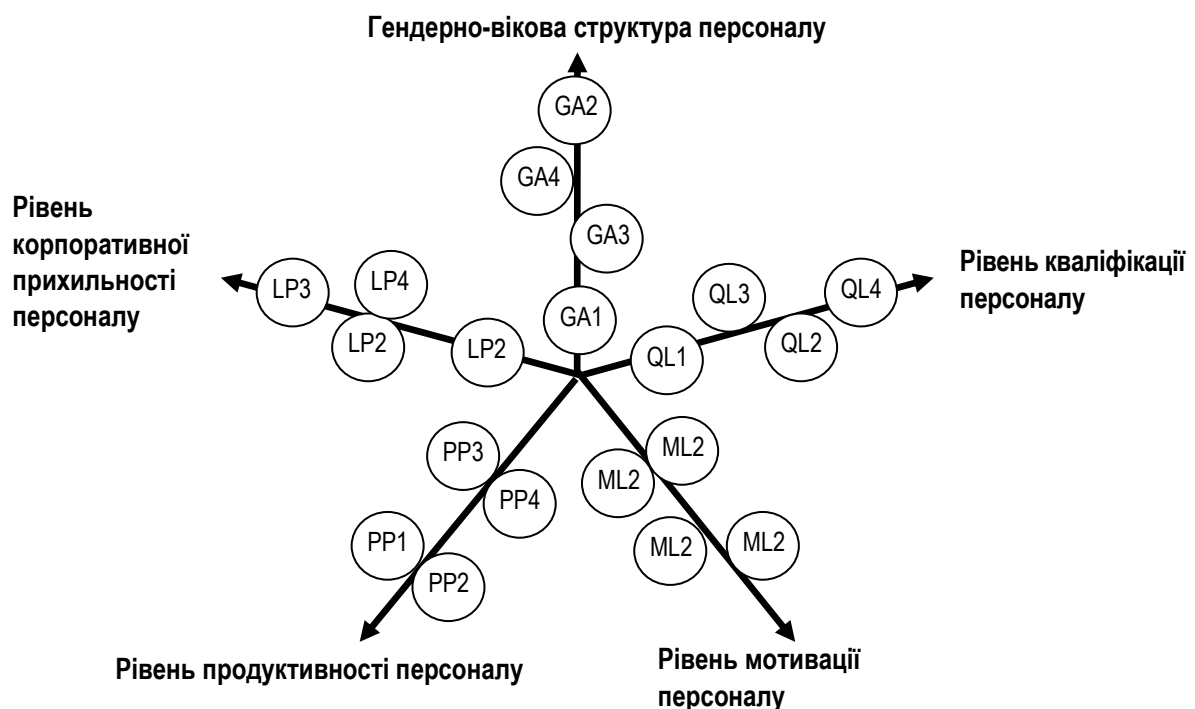 Гендерно-вікова структура персоналу
GA2
GA4
GA3
GA1
Рівень
корпоративної
прихильності
персоналу
LP3
LP4
LP2
LP2
Рівень кваліфікації
персоналу
QL3
QL4
QL2
QL1
PP3
PP4
PP1
PP2
ML2
ML2
ML2
ML2
Рівень продуктивності персоналу
Рівень мотивації
персоналу